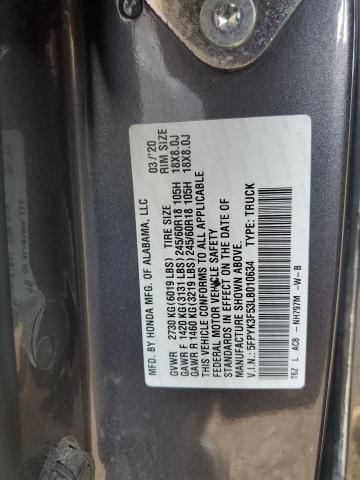 MFG. BY HONDA MFG. OF ALABAMA, LLC 03/'20
TIRE SIZE RIM SIZE
GVWR 2730 KG(6019 LBS)
GAWR F 1420 KG(3131 LBS) 245/60R18 105H 18X8.0J
GAWR R 1460 KG(3219 LBS) 245/60R18 105H 18X8.0J
THIS VEHICLE CONFORMS TO ALL APPLICABLE
FEDERAL MOTOR VEHICLE SAFETY
STANDARDS IN EFFECT ON THE DATE OF
MANUFACTURE SHOWN ABOVE.
V.I.N.: 5FPYK3F53LB010634 TYPE: TRUCK
T6Z L AC8 - NH797M -W-B